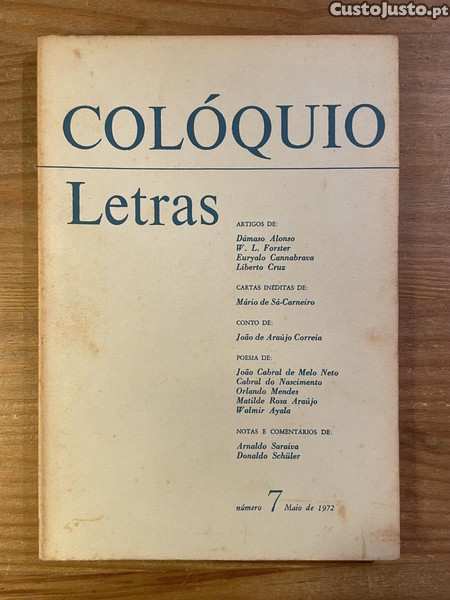 CustoJusto.pt
COLÓQUIO
Letras
ARTIGOS DE:
Dámaso Alonso
W. L. Forster
Euryalo Cannabrava
Liberto Cruz
CARTAS INÉDITAS DE:
Mário de Sá-Carneiro
CONTO DE:
João de Araújo Correia
POESIA DE:
João Cabral de Melo Neto
Cabral do Nascimento
Orlando Mendes
Matilde Rosa Araújo
Walmir Ayala
NOTAS E COMENTÁRIOS DE:
Arnaldo Saraiva
Donaldo Schüler
número 7 Maio de 1972